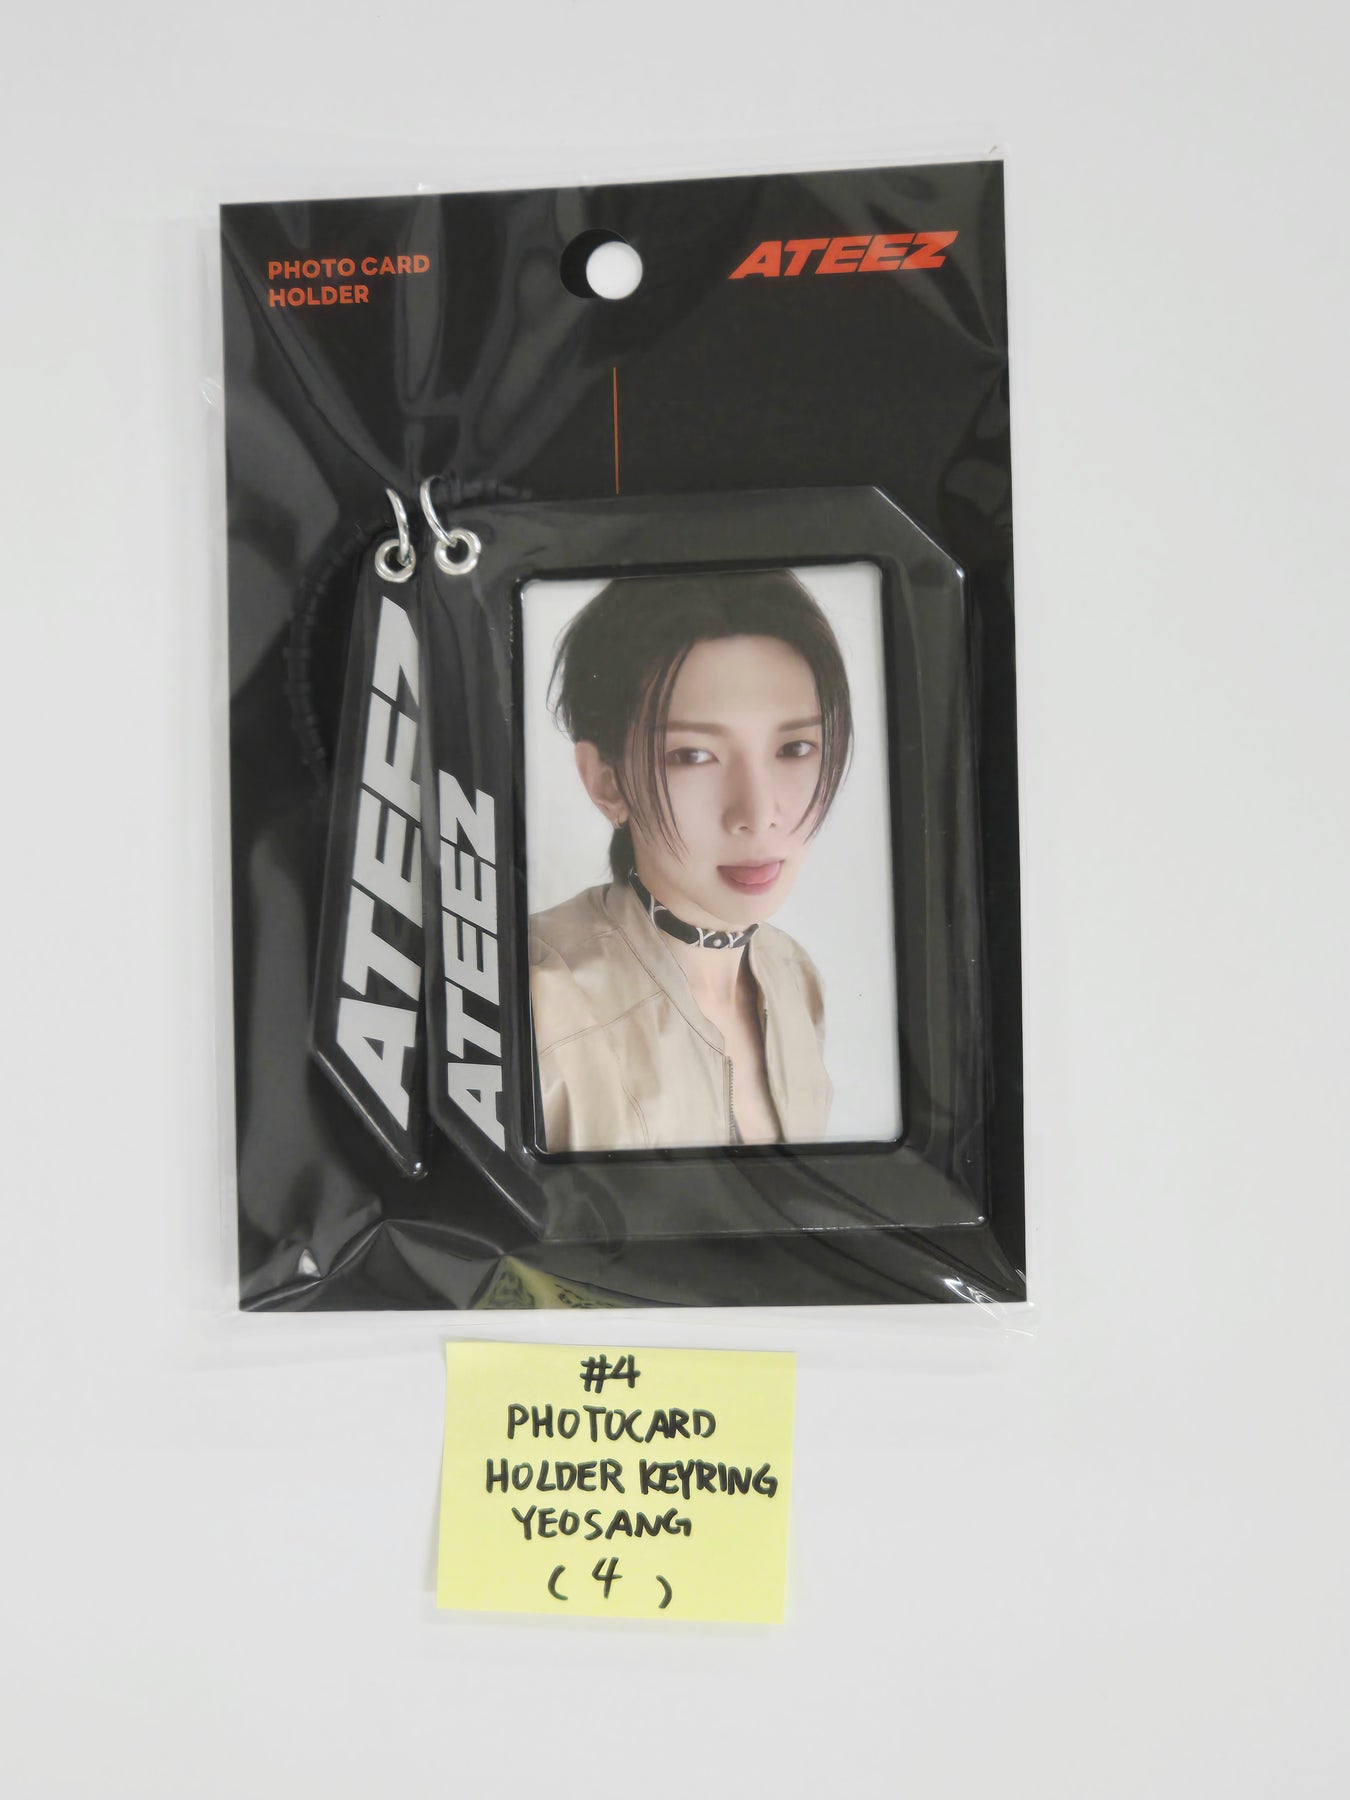 PHOTO CARD
HOLDER
ATEEZ
ATEEZ
ATEEZ
#4
PHOTOCARD
HOLDER KEYRING
YEOSANG
( 4 )